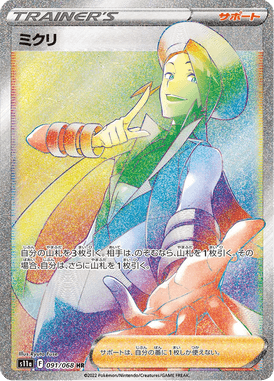 TRAINER'S サポート
ミクリ
自分の山札を3枚引く。相手は、のぞむなら、山札を1枚引く。その
場合、自分は、さらに山札を1枚引く。
s11a F 091/068 HR
サポートは、自分の番に1枚しか使えない。
©2022 Pokémon/Nintendo/Creatures/GAME FREAK.